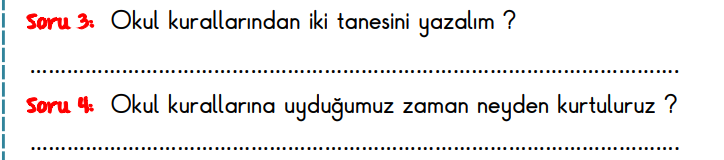 Soru 3: Okul kurallarından iki tanesini yazalım ?
................................................................................................................
Soru 4: Okul kurallarına uyduğumuz zaman neyden kurtuluruz ?
................................................................................................................